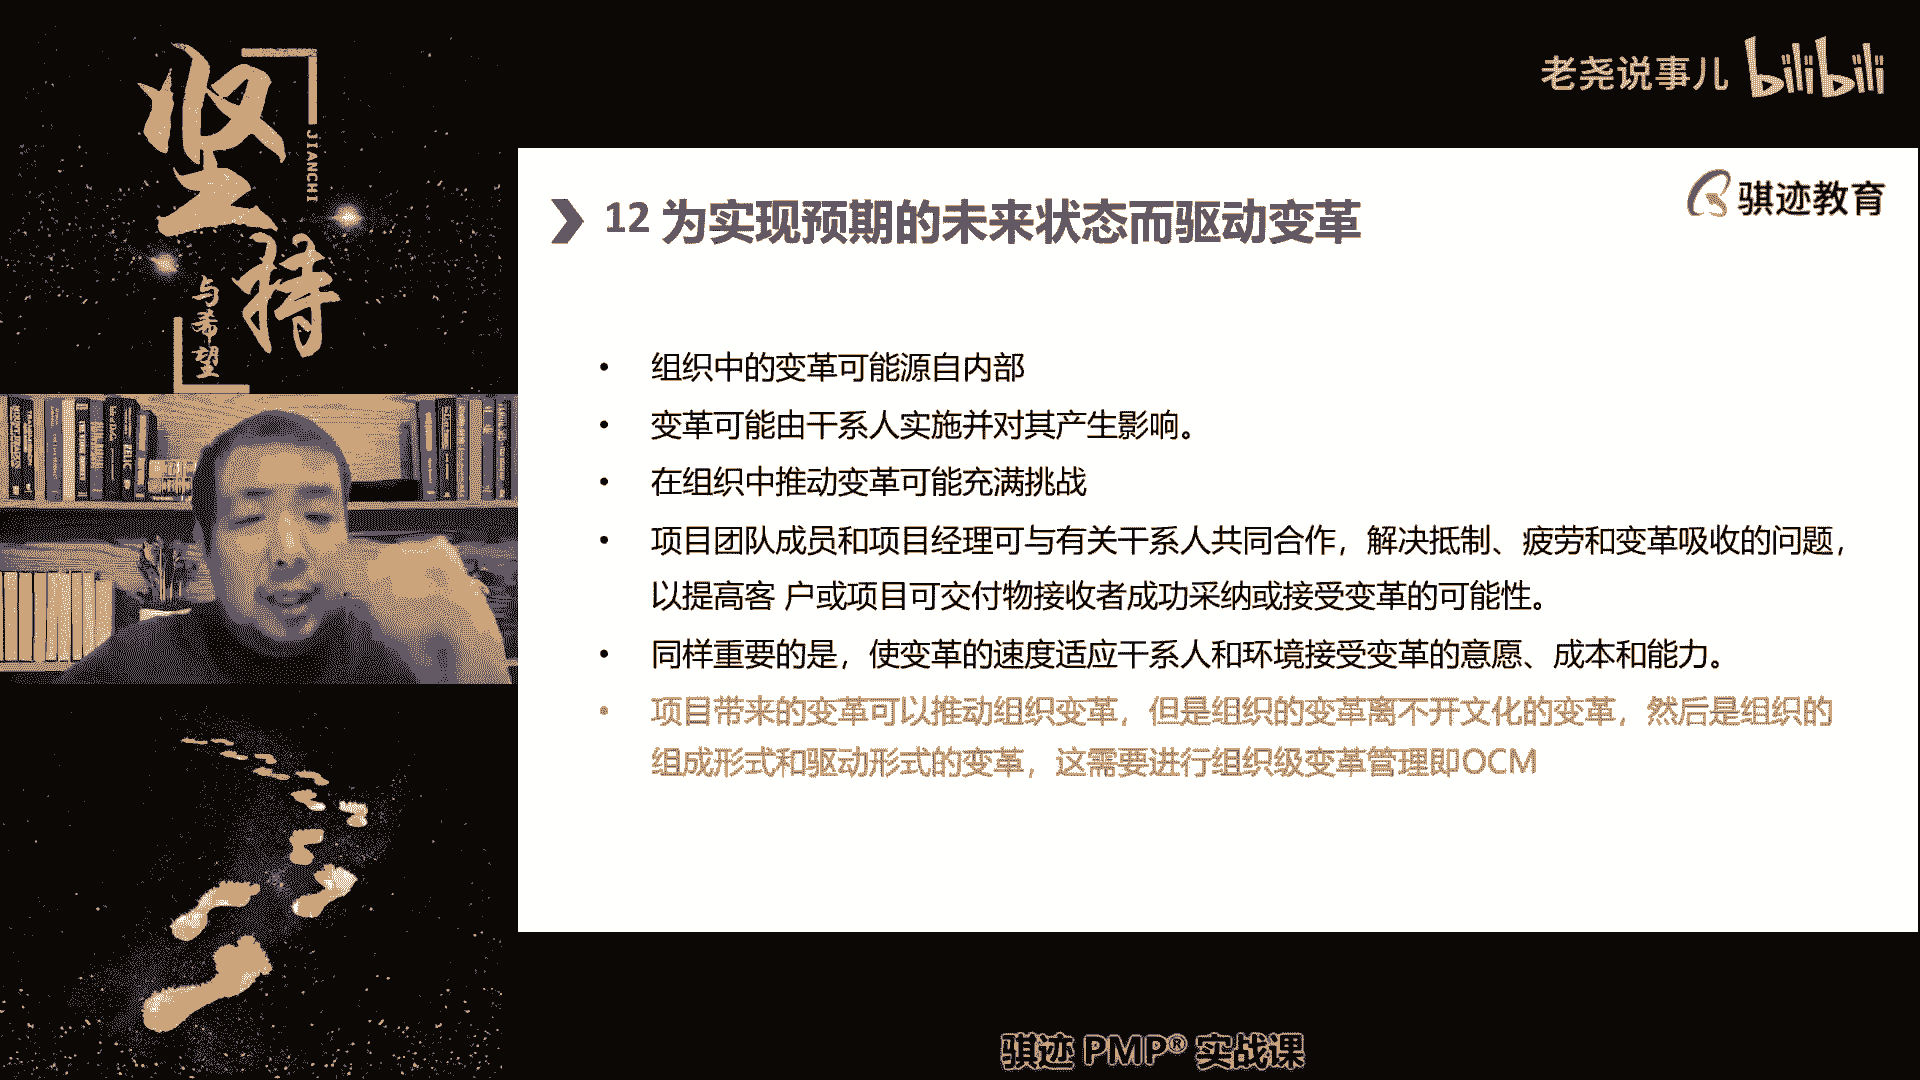 坚持
JIANCHI
与希望
老尧说事儿 bilibili
骐迹教育
12 为实现预期的未来状态而驱动变革
• 组织中的变革可能源自内部
• 变革可能由干系人实施并对其产生影响。
• 在组织中推动变革可能充满挑战
• 项目团队成员和项目经理可与有关干系人共同合作，解决抵制、疲劳和变革吸收的问题，
以提高客 户或项目可交付物接收者成功采纳或接受变革的可能性。
• 同样重要的是，使变革的速度适应干系人和环境接受变革的意愿、成本和能力。
• 项目带来的变革可以推动组织变革，但是组织的变革离不开文化的变革，然后是组织的
组成形式和驱动形式的变革，这需要进行组织级变革管理即OCM
骐迹 PMP® 实战课